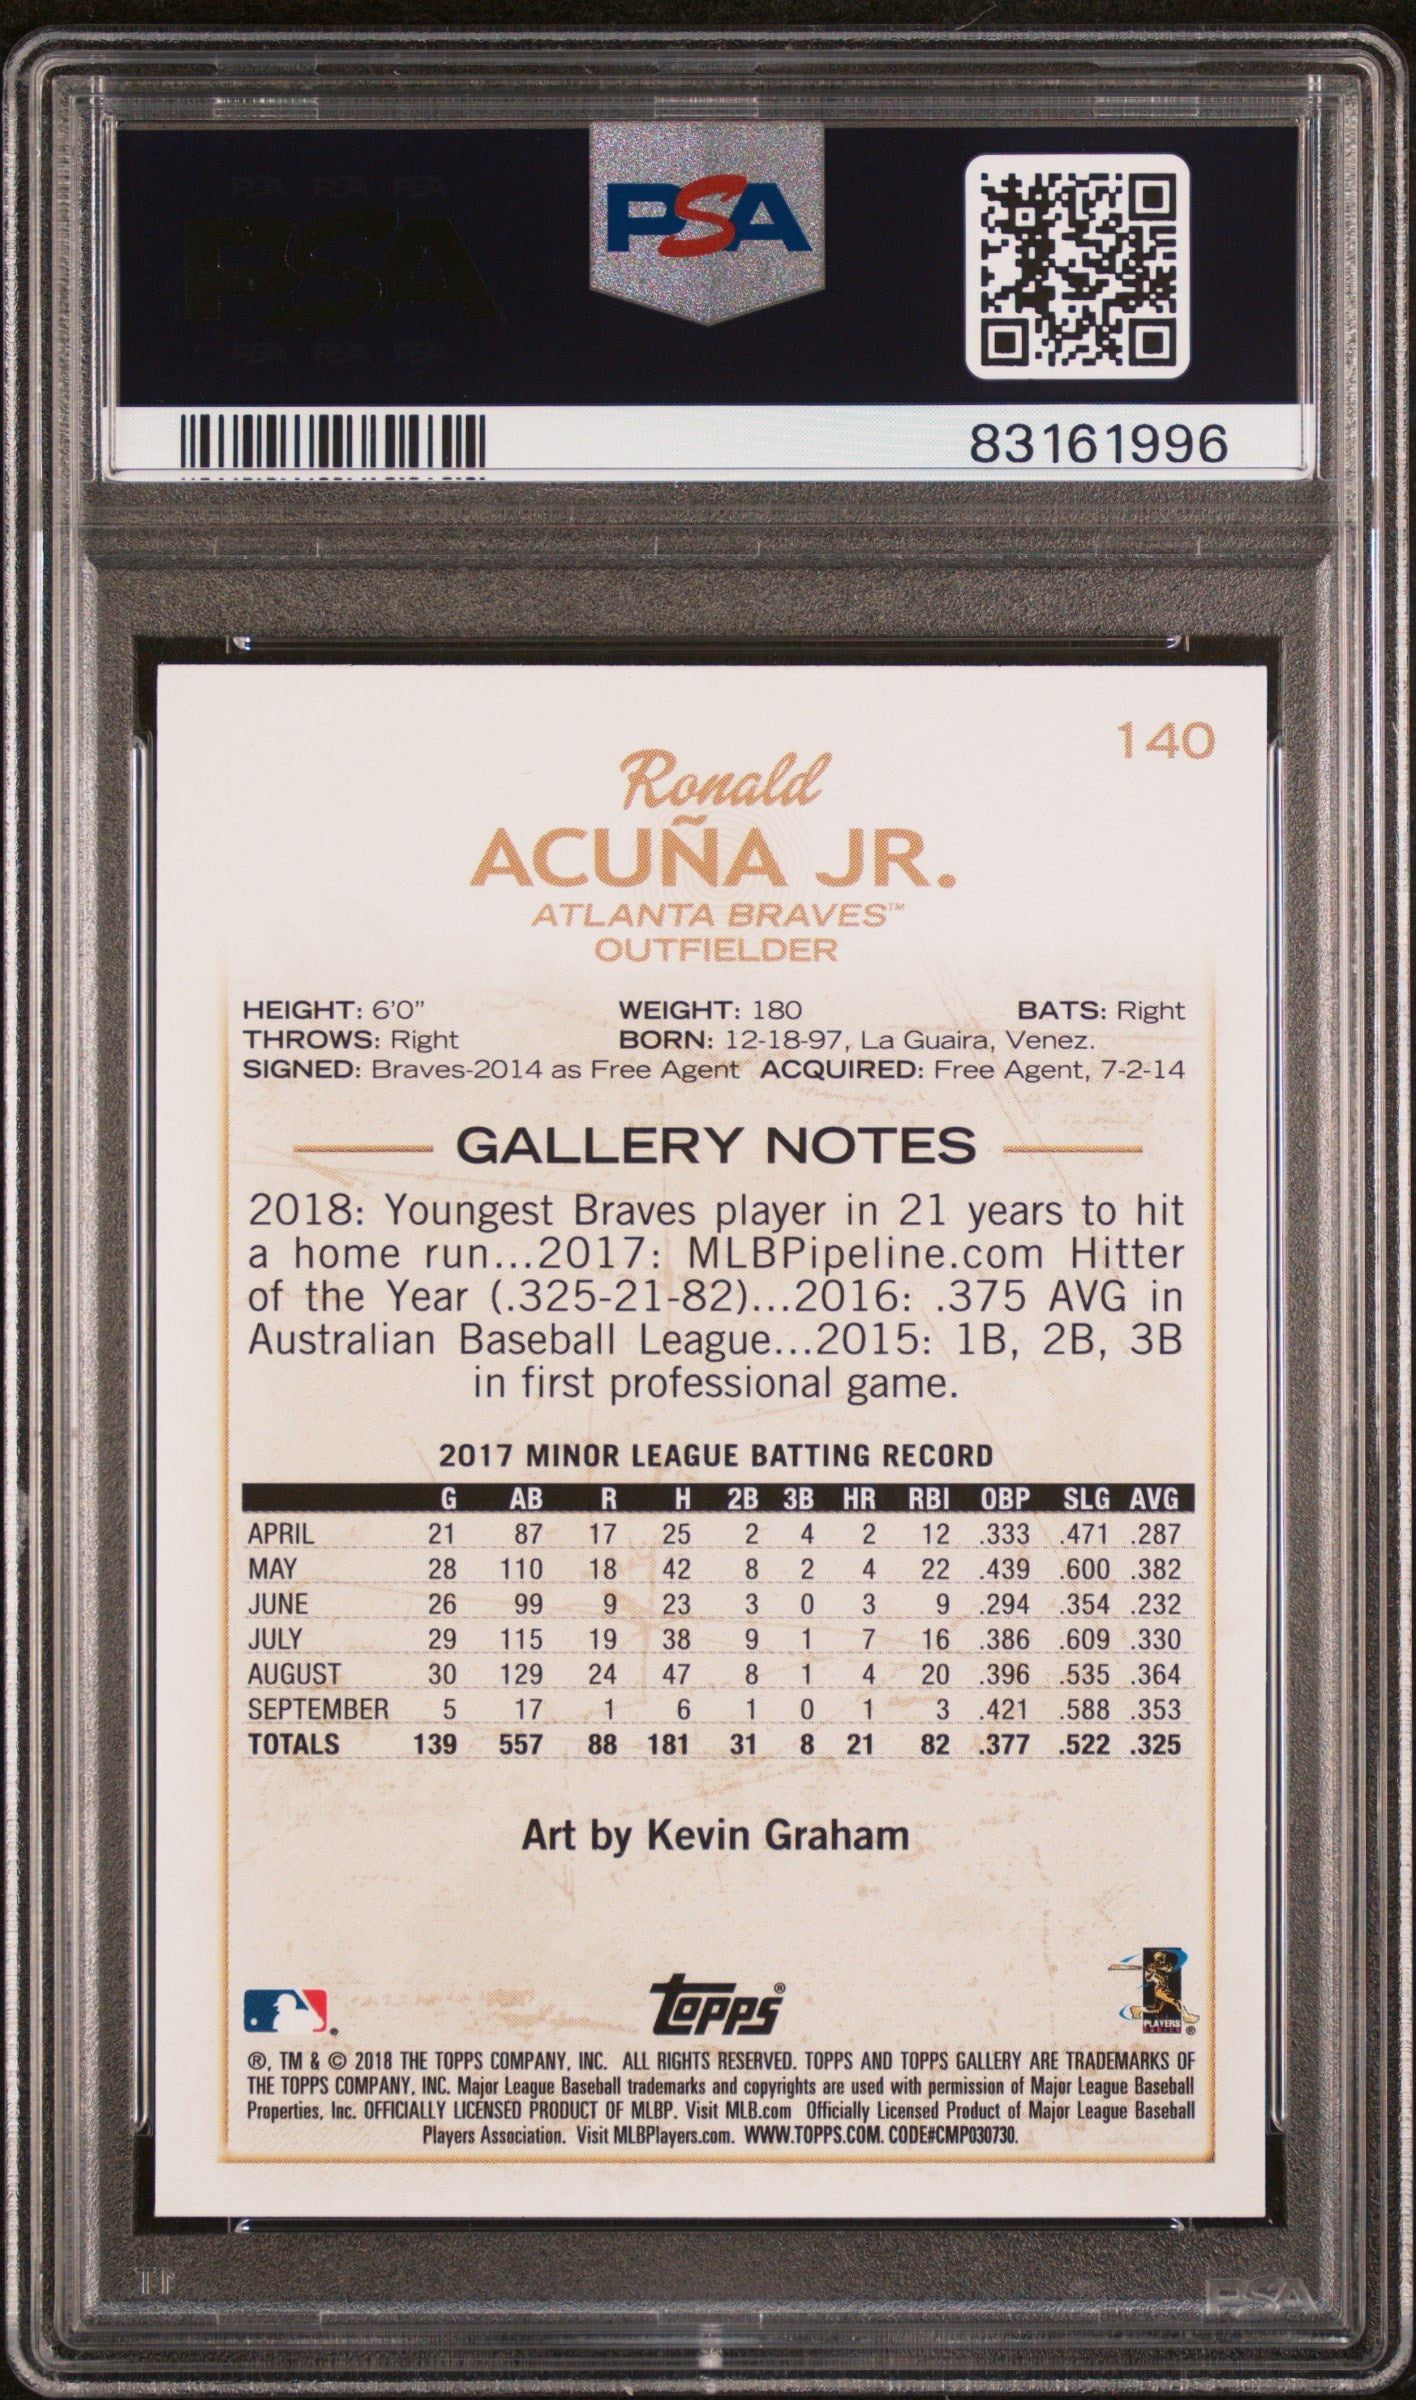 PSA PSA PSA
PSA
PSA PSA PSA
PSA
83161996
140
Ronald
ACUÑA JR.
ATLANTA BRAVES™
OUTFIELDER
HEIGHT: 6'0" WEIGHT: 180 BATS: Right
THROWS: Right BORN: 12-18-97, La Guaira, Venez.
SIGNED: Braves-2014 as Free Agent ACQUIRED: Free Agent, 7-2-14
GALLERY NOTES
2018: Youngest Braves player in 21 years to hit
a home run...2017: MLBPipeline.com Hitter
of the Year (.325-21-82)...2016: .375 AVG in
Australian Baseball League...2015: 1B, 2B, 3B
in first professional game.
2017 MINOR LEAGUE BATTING RECORD
G AB R H 2B 3B HR RBI OBP SLG AVG
APRIL 21 87 17 25 2 4 2 12 .333 .471 .287
MAY 28 110 18 42 8 2 4 22 .439 .600 .382
JUNE 26 99 9 23 3 0 3 9 .294 .354 .232
JULY 29 115 19 38 9 1 7 16 .386 .609 .330
AUGUST 30 129 24 47 8 1 4 20 .396 .535 .364
SEPTEMBER 5 17 1 6 1 0 1 3 .421 .588 .353
TOTALS 139 557 88 181 31 8 21 82 .377 .522 .325
Art by Kevin Graham
topps®
PLAYERS
®, TM & © 2018 THE TOPPS COMPANY, INC. ALL RIGHTS RESERVED. TOPPS AND TOPPS GALLERY ARE TRADEMARKS OF
THE TOPPS COMPANY, INC. Major League Baseball trademarks and copyrights are used with permission of Major League Baseball
Properties, Inc. OFFICIALLY LICENSED PRODUCT OF MLBP. Visit MLB.com Officially Licensed Product of Major League Baseball
Players Association. Visit MLBPlayers.com. WWW.TOPPS.COM. CODE#CMP030730.
PSA